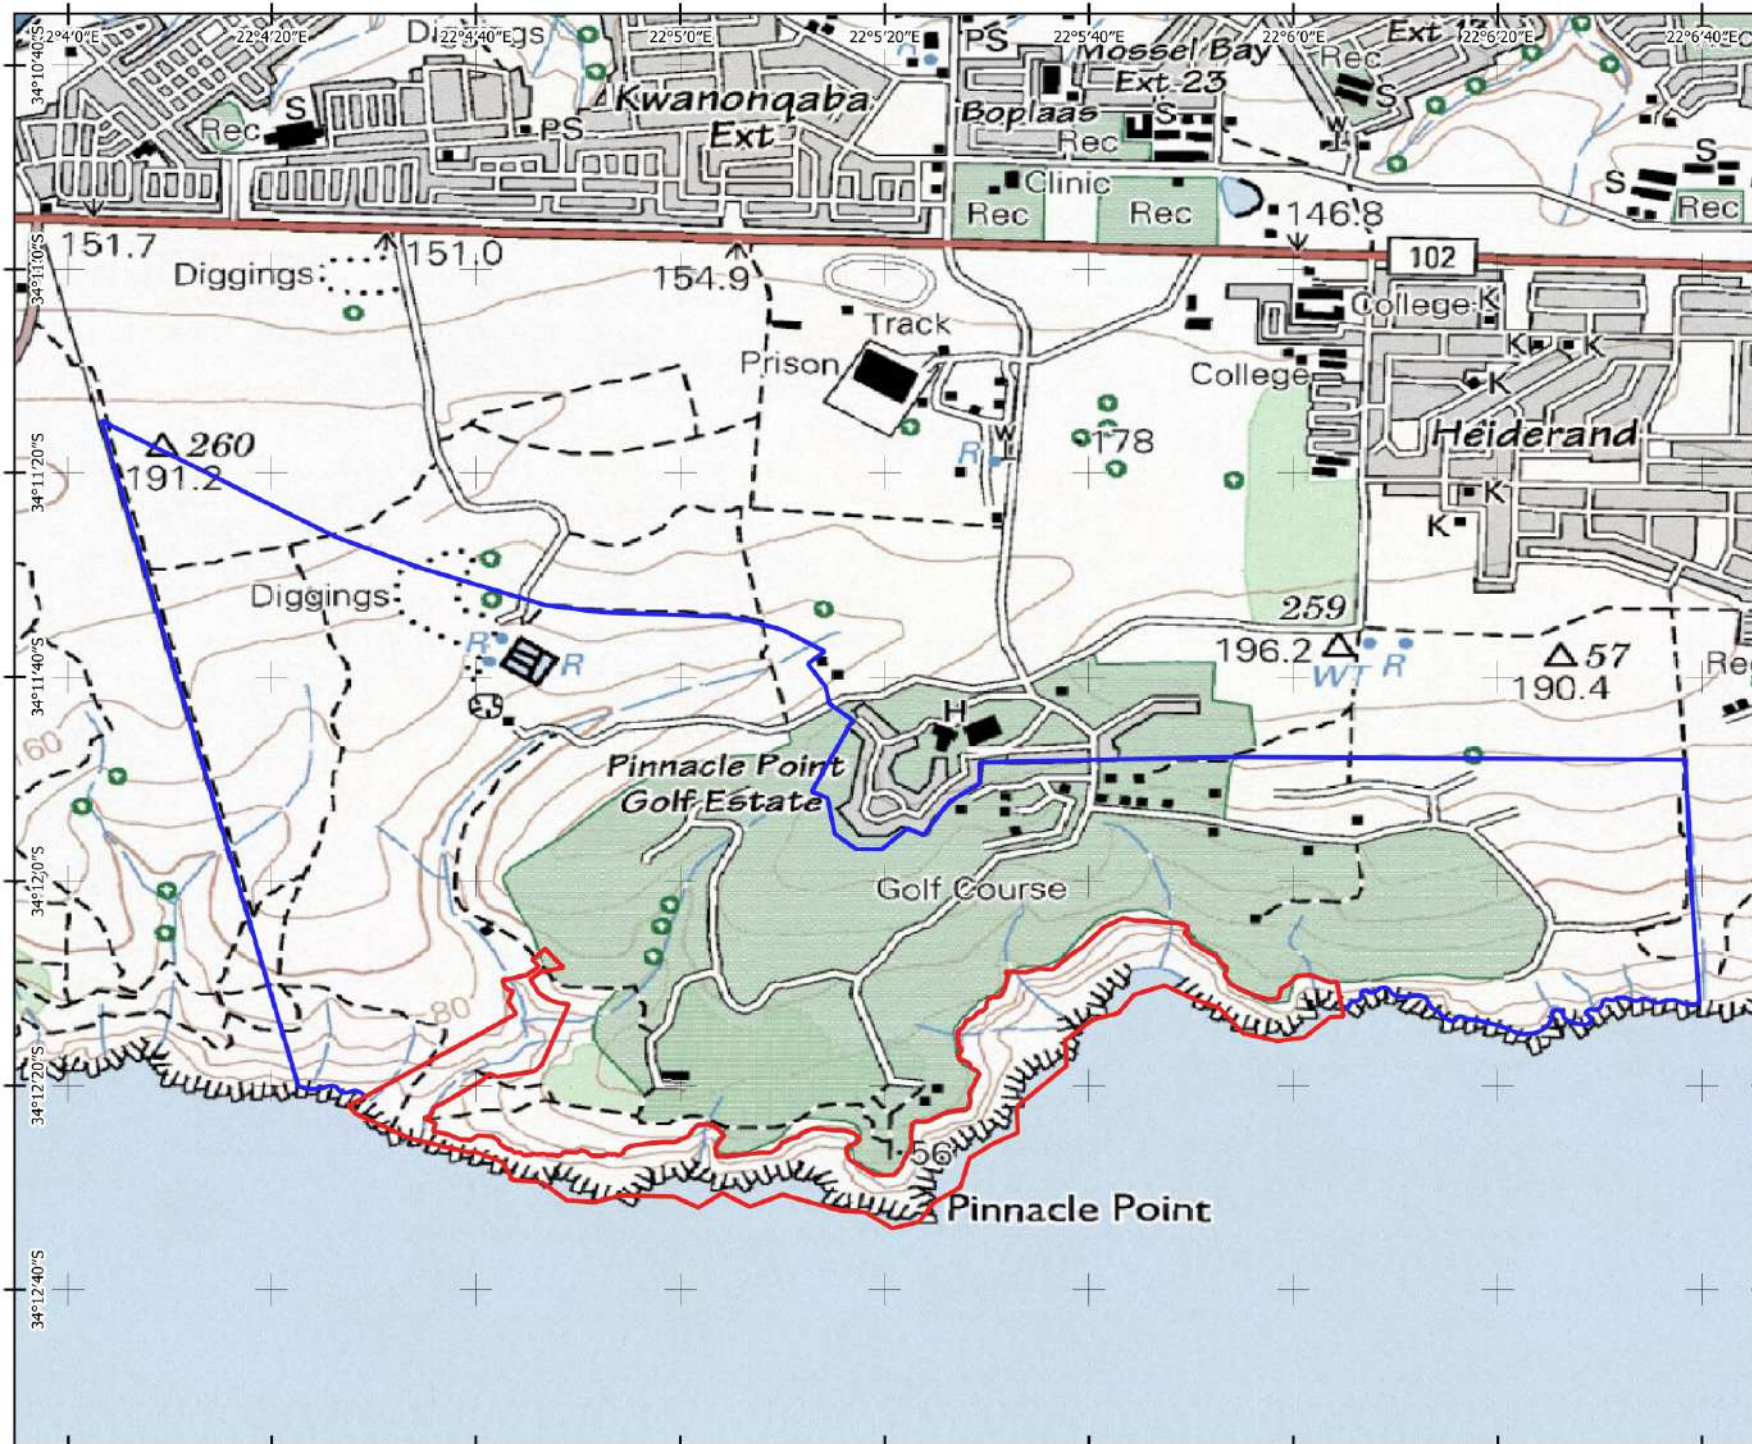 22°4'20"E
22°4'40"E
22°5'0"E
22°5'20"E
22°5'40"E
22°6'0"E
22°6'20"E
22°6'40"E
34°10'40"S
34°11'0"S
34°11'20"S
34°11'40"S
34°12'0"S
34°12'20"S
34°12'40"S
PS
Mossel Bay
Ext 23
Rec
S
Kwanonqaba
Ext
S
Rec
PS
Boplaas
S
Rec
S
S
Clinic
Rec
Rec
Rec
146.8
151.7
151.0
154.9
102
Diggings
College
K
Track
Prison
College
K
K
K
Heiderand
260
191.2
W
R
178
K
K
Diggings
259
196.2
WT
R
57
190.4
R
R
H
160
Pinnacle Point
Golf Estate
Golf Course
80
56
Pinnacle Point